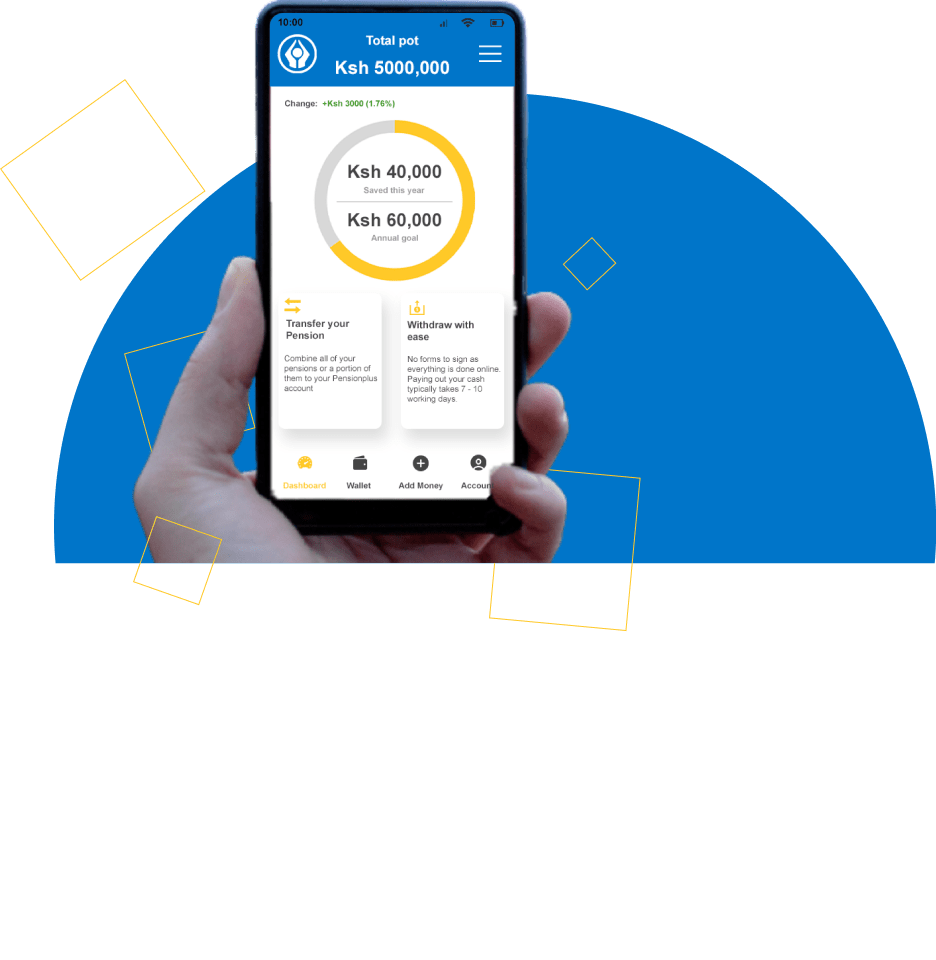 10:00
Total pot
Ksh 5000,000
Change: +Ksh 3000 (1.76%)
Ksh 40,000
Saved this year
Ksh 60,000
Annual goal
Transfer your
Pension
Combine all of your
pensions or a portion of
them to your Pensionplus
account
Withdraw with
ease
No forms to sign as
everything is done online.
Paying out your cash
typically takes 7 - 10
working days.
Dashboard
Wallet
Add Money
Accoun